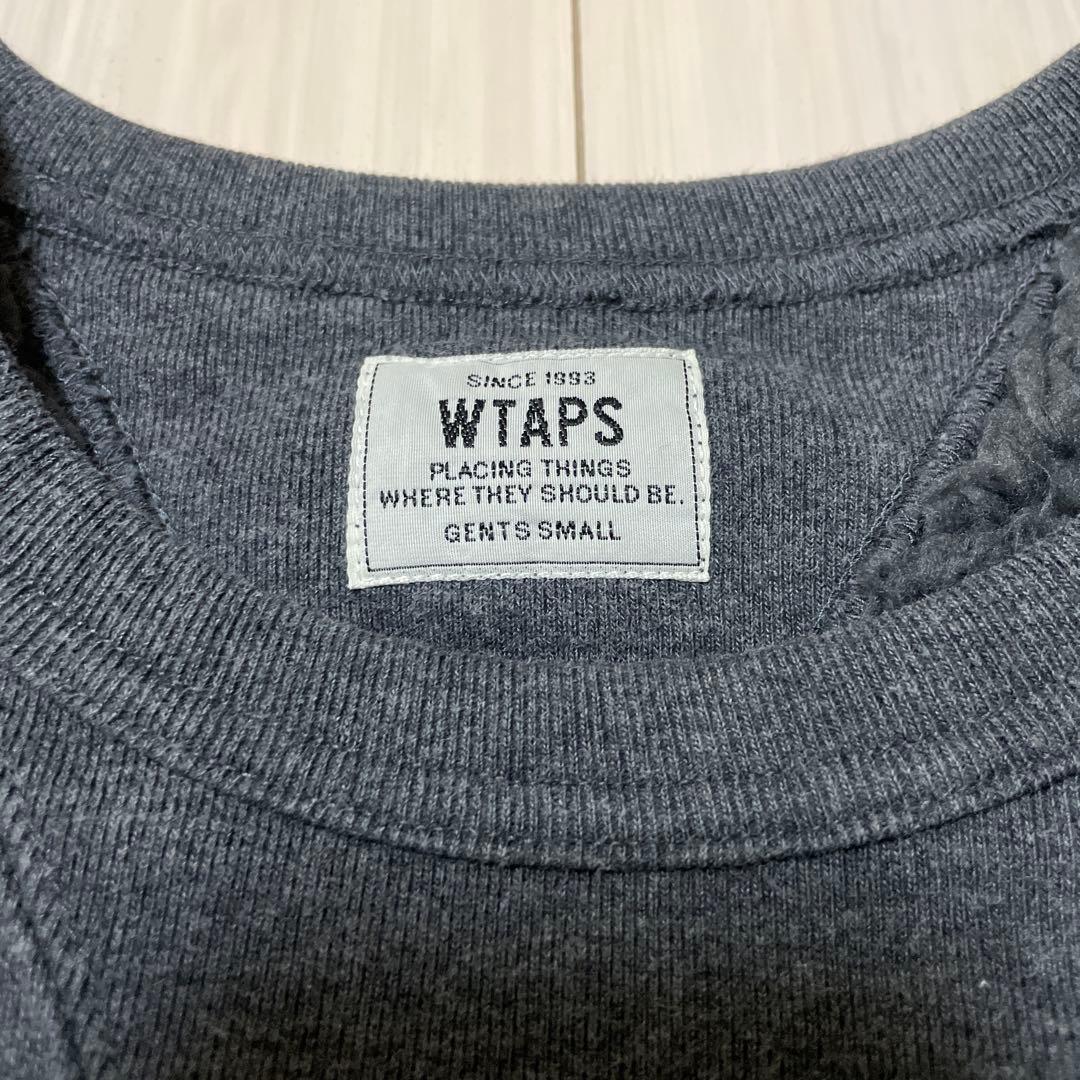 SINCE 1993
WTAPS
PLACING THINGS
WHERE THEY SHOULD BE.
GENTS SMALL